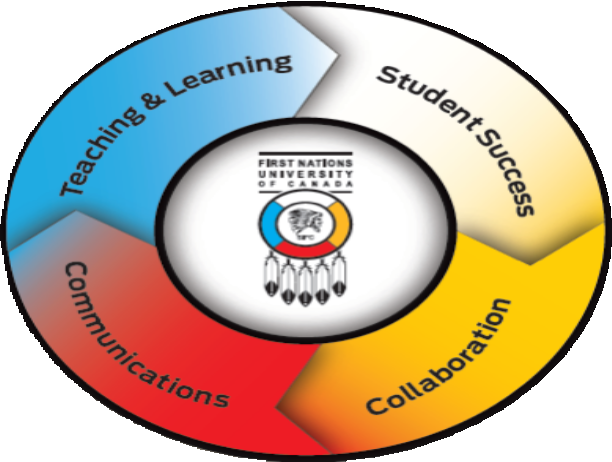 Teaching & Learning
Student Success
FIRST NATIONS
UNIVERSITY
OF CANADA
Communications
Collaboration